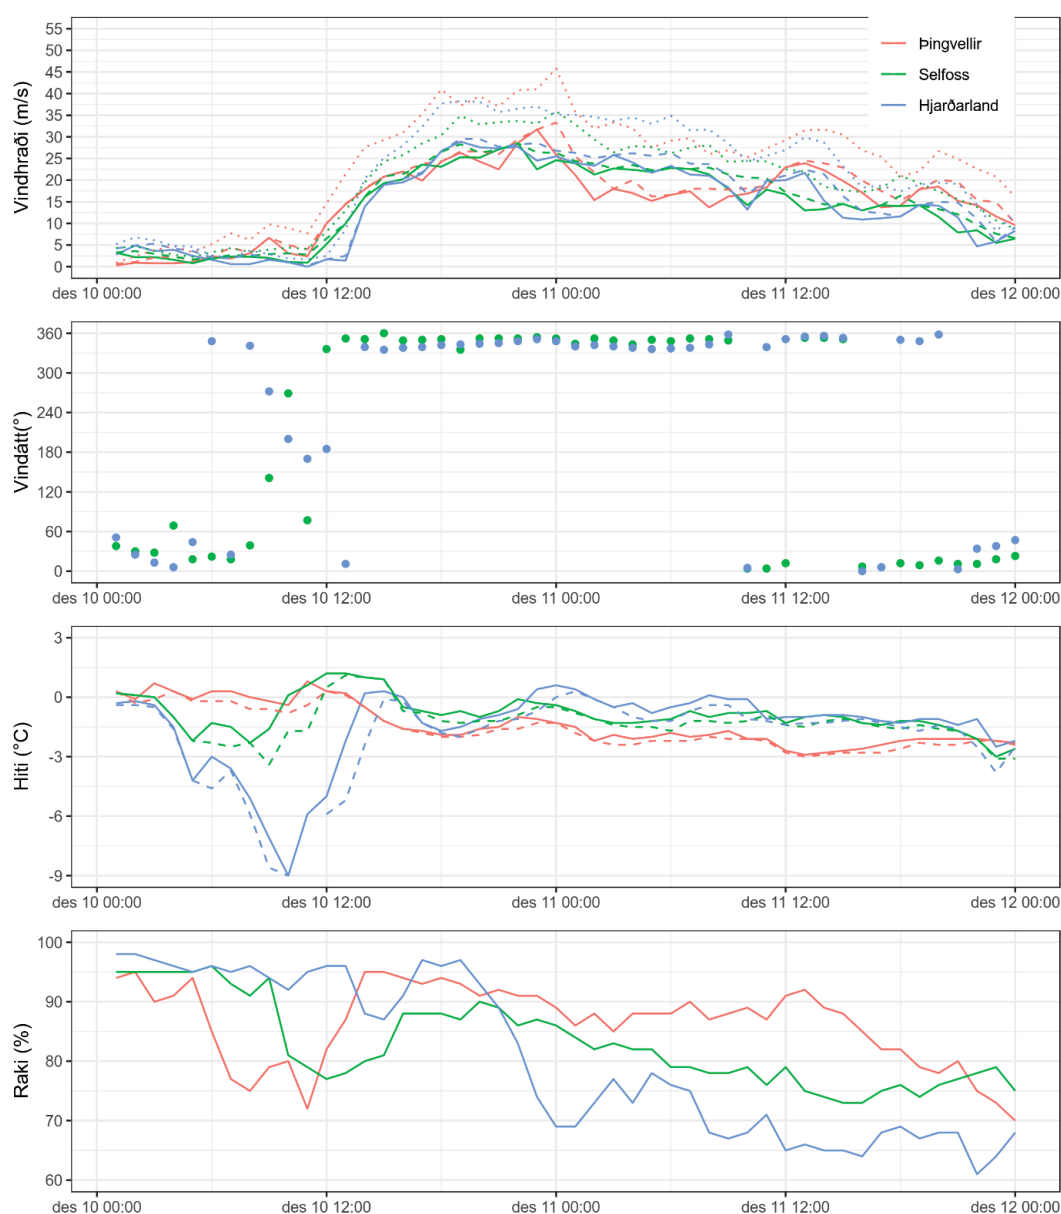 Vindhraði (m/s)
55
50
45
40
35
30
25
20
15
10
5
0
Þingvellir
Selfoss
Hjarðarland
des 10 00:00
des 10 12:00
des 11 00:00
des 11 12:00
des 12 00:00
Vindátt(°)
360
300
240
180
120
60
0
des 10 00:00
des 10 12:00
des 11 00:00
des 11 12:00
des 12 00:00
Hiti (°C)
3
0
-3
-6
-9
des 10 00:00
des 10 12:00
des 11 00:00
des 11 12:00
des 12 00:00
Raki (%)
100
90
80
70
60
des 10 00:00
des 10 12:00
des 11 00:00
des 11 12:00
des 12 00:00